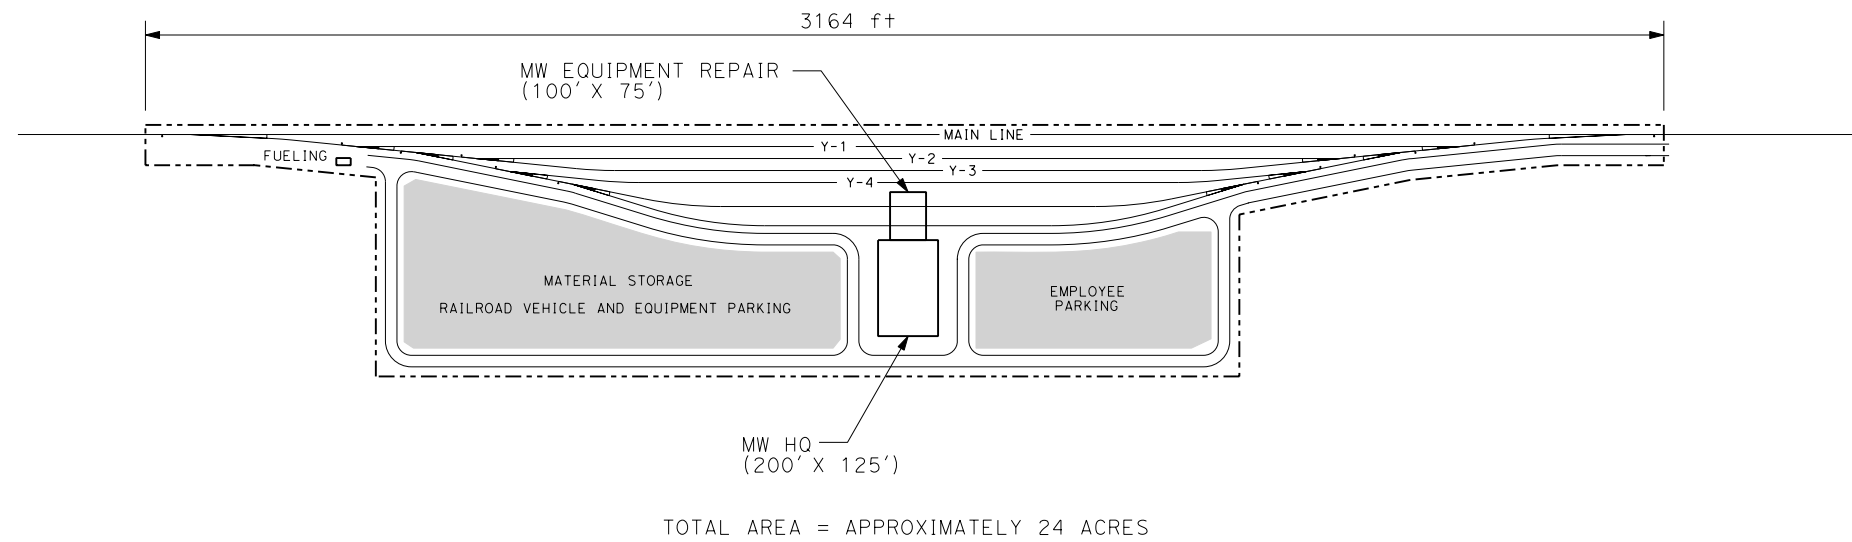 3164 ft
MW EQUIPMENT REPAIR
(100' X 75')
MAIN LINE
Y-1
FUELING
Y-2
Y-3
Y-4
MATERIAL STORAGE
RAILROAD VEHICLE AND EQUIPMENT PARKING
EMPLOYEE
PARKING
MW HQ
(200' X 125')
TOTAL AREA = APPROXIMATELY 24 ACRES